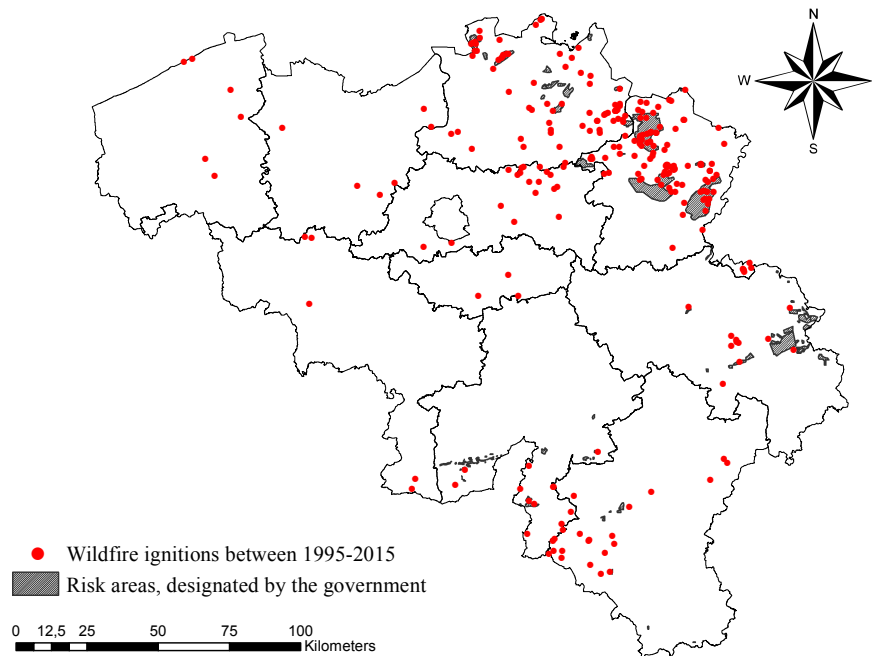 N
W
E
S
Wildfire ignitions between 1995-2015
Risk areas, designated by the government
0 12,5 25 50 75 100
Kilometers